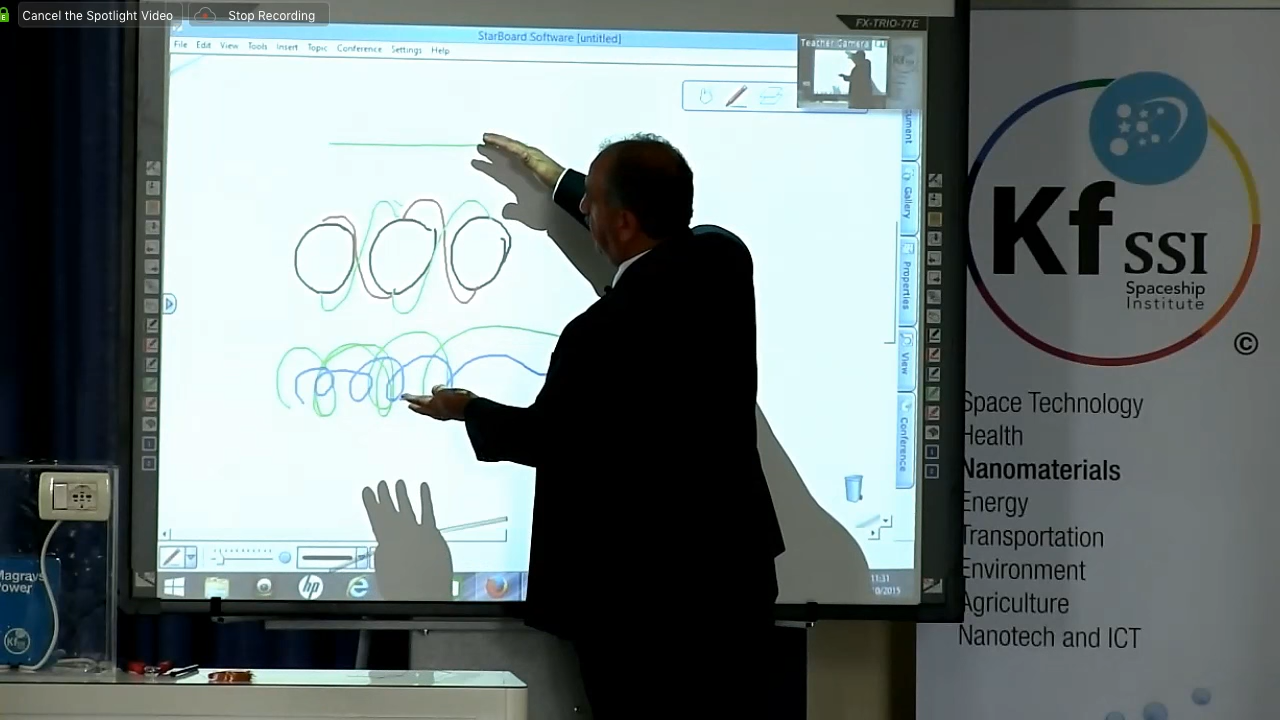 Cancel the Spotlight Video
Stop Recording
FX-TRIO-77E
StarBoard Software [untitled]
File Edit View Tools Insert Topic Conference Settings Help
Teacher Camera
Gallery
Properties
View
Conference
hp
11:31
Kf SSI
Spaceship
Institute
©
Space Technology
Health
Nanomaterials
Energy
Transportation
Environment
Agriculture
Nanotech and ICT
Magrays
Power
Kf